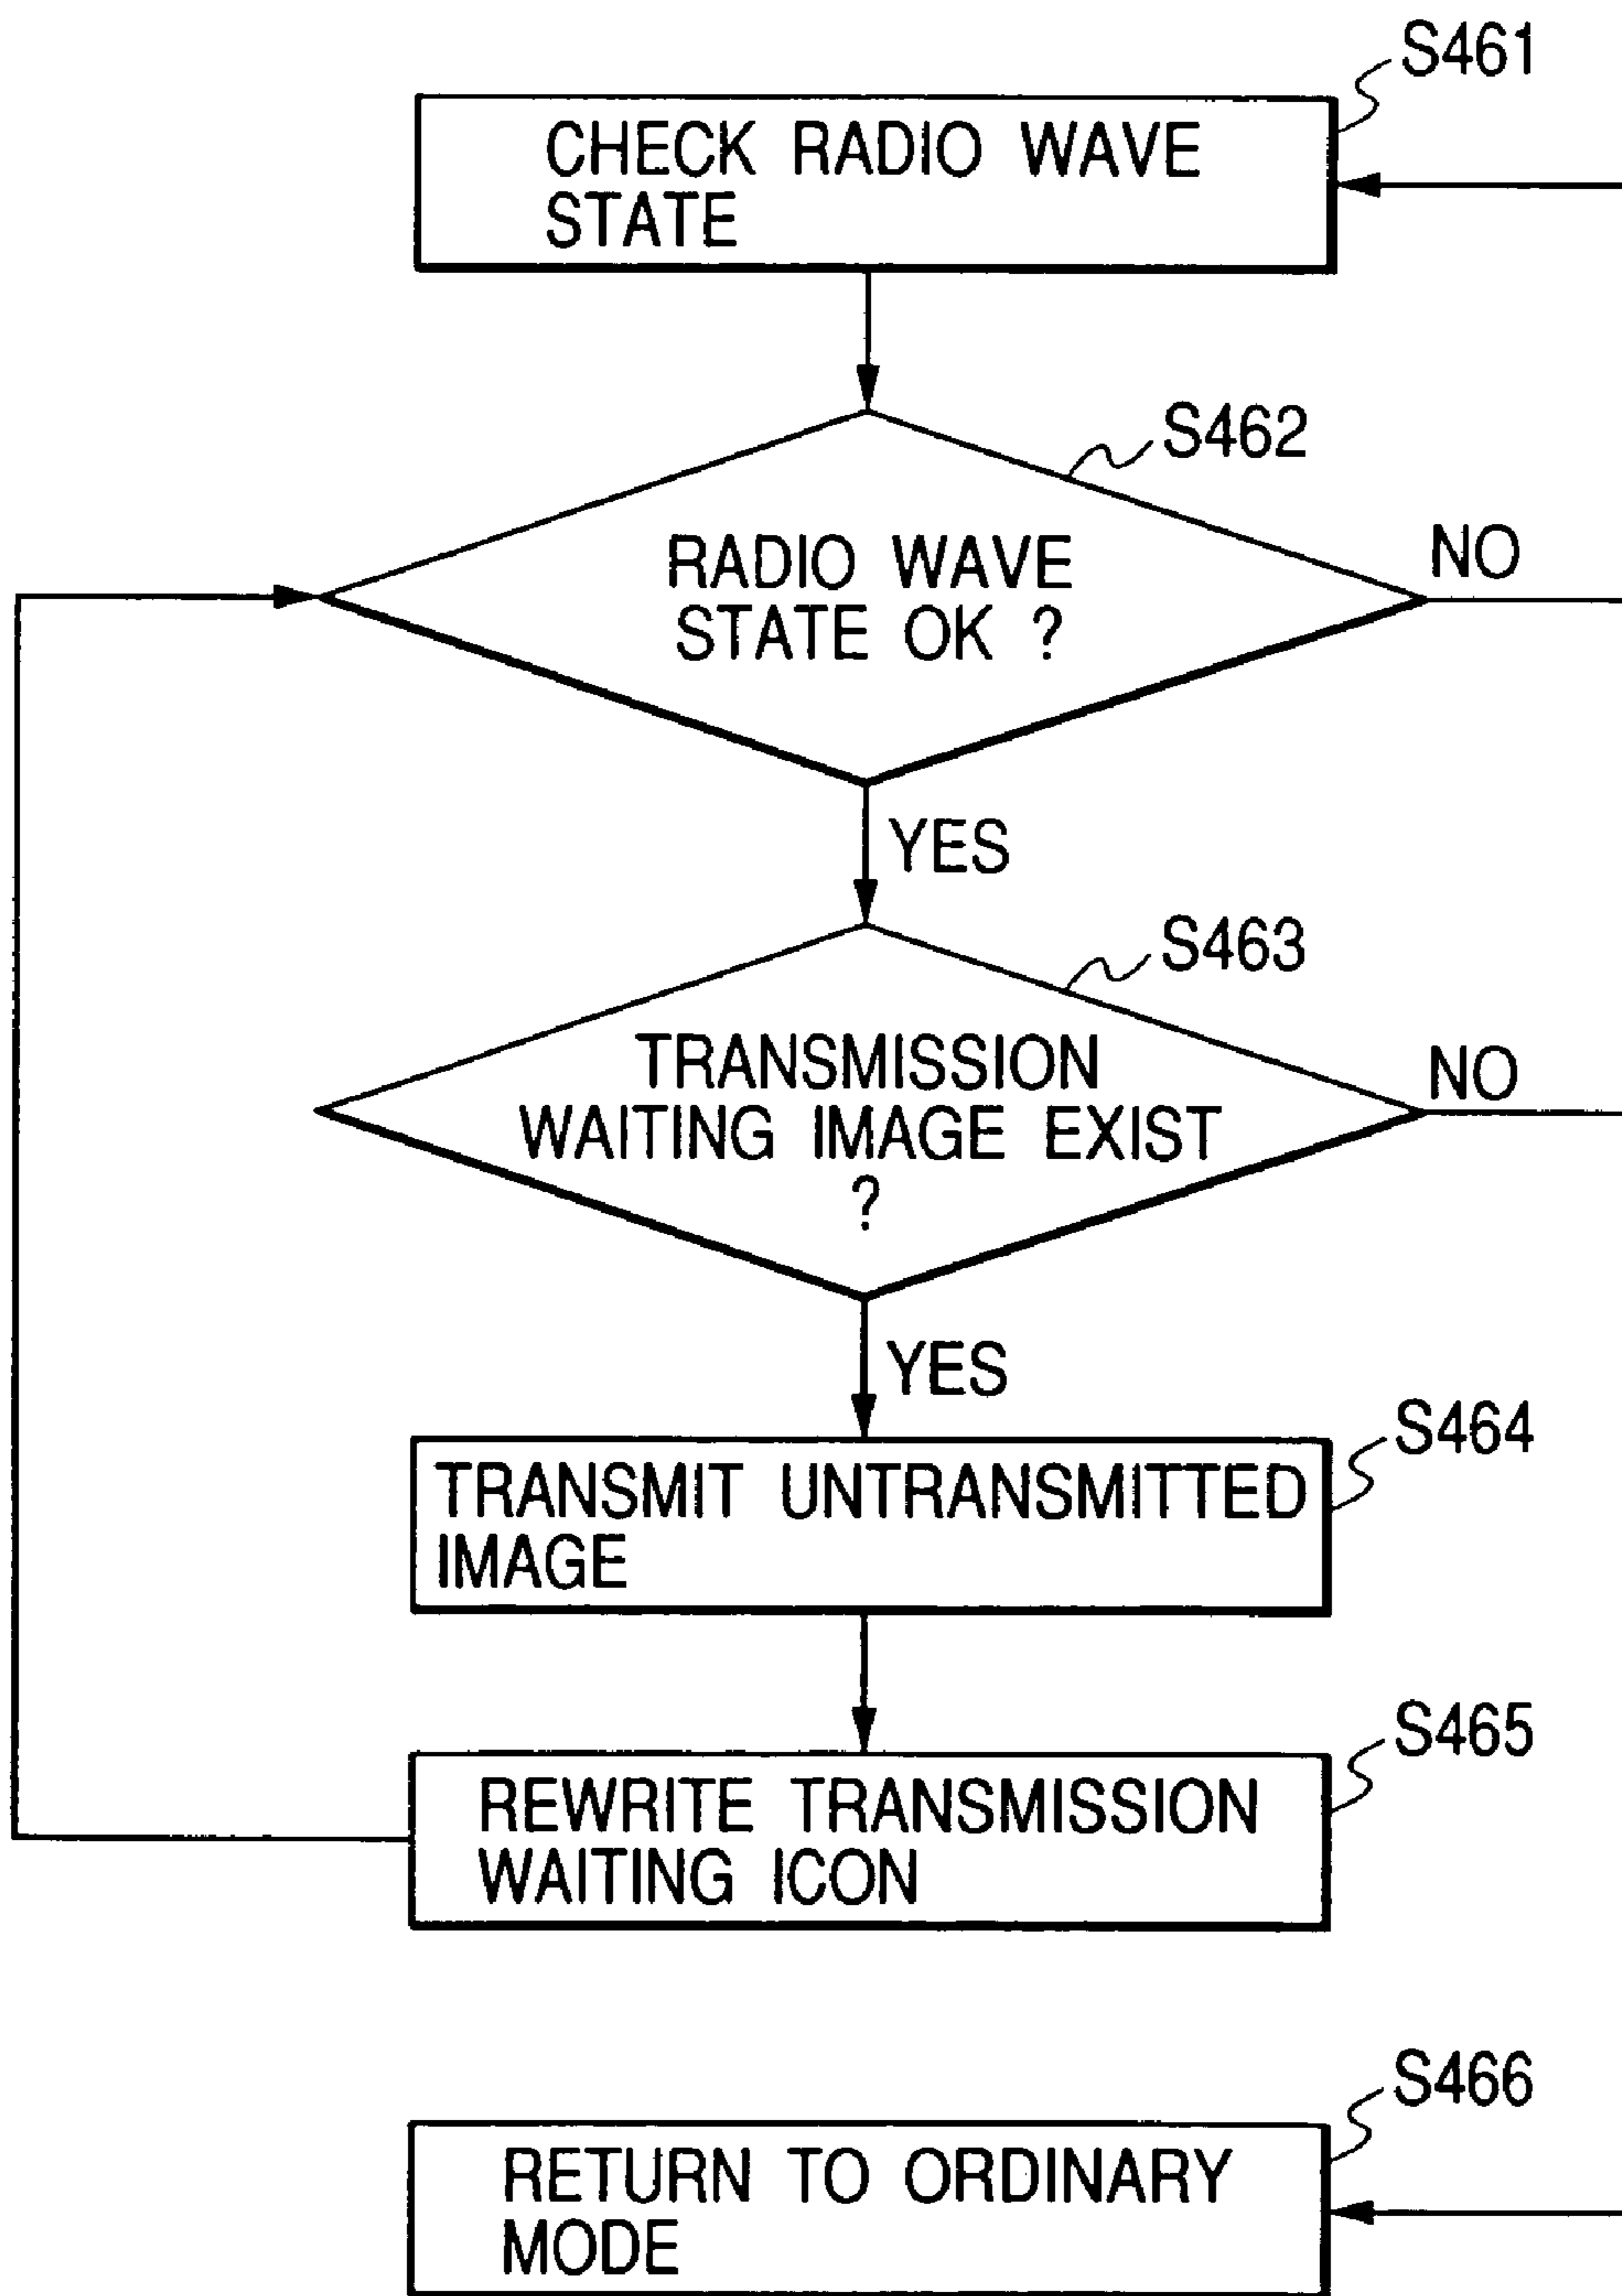 S461
CHECK RADIO WAVE
STATE
S462
RADIO WAVE
STATE OK ?
NO
YES
S463
TRANSMISSION
WAITING IMAGE EXIST
?
NO
YES
S464
TRANSMIT UNTRANSMITTED
IMAGE
S465
REWRITE TRANSMISSION
WAITING ICON
S466
RETURN TO ORDINARY
MODE